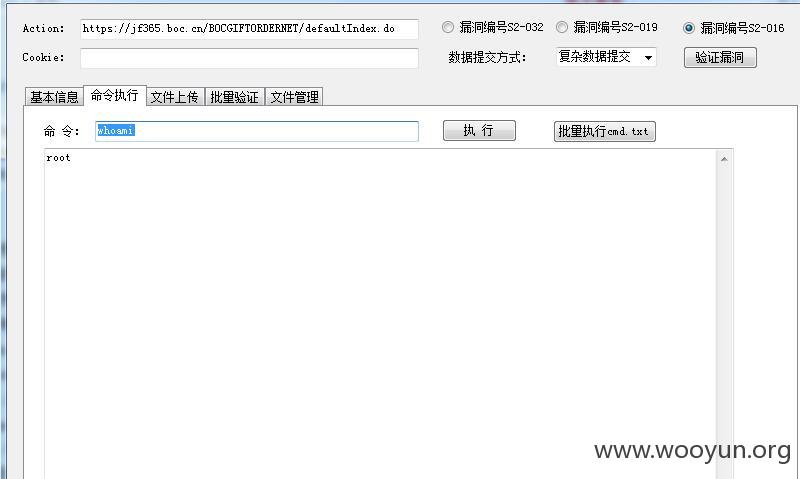 Action: https://jf365.boc.cn/BOCGIFTORDERNET/defaultIndex.do 漏洞编号S2-032 漏洞编号S2-019 漏洞编号S2-016
Cookie: 数据提交方式: 复杂数据提交 验证漏洞
基本信息 命令执行 文件上传 批量验证 文件管理
命 令: whoami 执 行 批量执行cmd.txt
root
www.wooyun.org